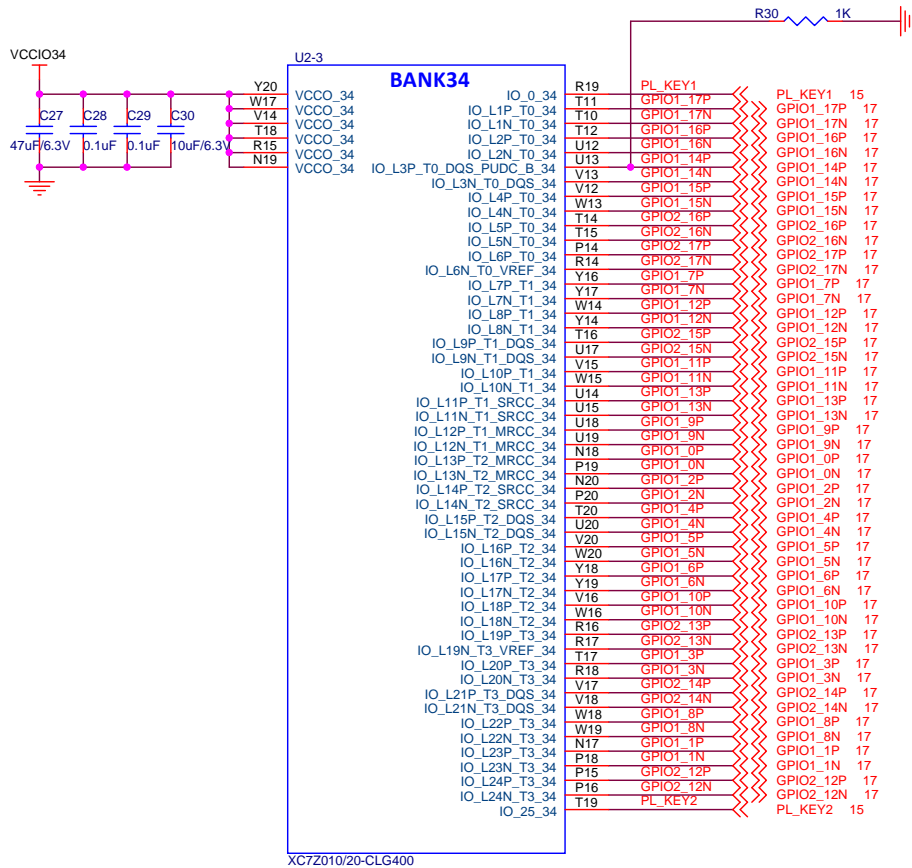 R30 1K
VCCIO34
U2-3
BANK34
C27 C28 C29 C30
47uF/6.3V 0.1uF 0.1uF 10uF/6.3V
Y20 VCCO_34 IO_0_34 R19 PL_KEY1 PL_KEY1 15
W17 VCCO_34 IO_L1P_T0_34 T11 GPIO1_17P GPIO1_17P 17
V14 VCCO_34 IO_L1N_T0_34 T10 GPIO1_17N GPIO1_17N 17
T18 VCCO_34 IO_L2P_T0_34 T12 GPIO1_16P GPIO1_16P 17
R15 VCCO_34 IO_L2N_T0_34 U12 GPIO1_16N GPIO1_16N 17
N19 VCCO_34 IO_L3P_T0_DQS_PUDC_B_34 U13 GPIO1_14P GPIO1_14P 17
IO_L3N_T0_DQS_34 V13 GPIO1_14N GPIO1_14N 17
IO_L4P_T0_34 V12 GPIO1_15P GPIO1_15P 17
IO_L4N_T0_34 W13 GPIO1_15N GPIO1_15N 17
IO_L5P_T0_34 T14 GPIO2_16P GPIO2_16P 17
IO_L5N_T0_34 T15 GPIO2_16N GPIO2_16N 17
IO_L6P_T0_34 P14 GPIO2_17P GPIO2_17P 17
IO_L6N_T0_VREF_34 R14 GPIO2_17N GPIO2_17N 17
IO_L7P_T1_34 Y16 GPIO1_7P GPIO1_7P 17
IO_L7N_T1_34 Y17 GPIO1_7N GPIO1_7N 17
IO_L8P_T1_34 W14 GPIO1_12P GPIO1_12P 17
IO_L8N_T1_34 Y14 GPIO1_12N GPIO1_12N 17
IO_L9P_T1_DQS_34 T16 GPIO2_15P GPIO2_15P 17
IO_L9N_T1_DQS_34 U17 GPIO2_15N GPIO2_15N 17
IO_L10P_T1_34 V15 GPIO1_11P GPIO1_11P 17
IO_L10N_T1_34 W15 GPIO1_11N GPIO1_11N 17
IO_L11P_T1_SRCC_34 U14 GPIO1_13P GPIO1_13P 17
IO_L11N_T1_SRCC_34 U15 GPIO1_13N GPIO1_13N 17
IO_L12P_T1_MRCC_34 U18 GPIO1_9P GPIO1_9P 17
IO_L12N_T1_MRCC_34 U19 GPIO1_9N GPIO1_9N 17
IO_L13P_T2_MRCC_34 N18 GPIO1_0P GPIO1_0P 17
IO_L13N_T2_MRCC_34 P19 GPIO1_0N GPIO1_0N 17
IO_L14P_T2_SRCC_34 N20 GPIO1_2P GPIO1_2P 17
IO_L14N_T2_SRCC_34 P20 GPIO1_2N GPIO1_2N 17
IO_L15P_T2_DQS_34 T20 GPIO1_4P GPIO1_4P 17
IO_L15N_T2_DQS_34 U20 GPIO1_4N GPIO1_4N 17
IO_L16P_T2_34 V20 GPIO1_5P GPIO1_5P 17
IO_L16N_T2_34 W20 GPIO1_5N GPIO1_5N 17
IO_L17P_T2_34 Y18 GPIO1_6P GPIO1_6P 17
IO_L17N_T2_34 Y19 GPIO1_6N GPIO1_6N 17
IO_L18P_T2_34 V16 GPIO1_10P GPIO1_10P 17
IO_L18N_T2_34 W16 GPIO1_10N GPIO1_10N 17
IO_L19P_T3_34 R16 GPIO2_13P GPIO2_13P 17
IO_L19N_T3_VREF_34 R17 GPIO2_13N GPIO2_13N 17
IO_L20P_T3_34 T17 GPIO1_3P GPIO1_3P 17
IO_L20N_T3_34 R18 GPIO1_3N GPIO1_3N 17
IO_L21P_T3_DQS_34 V17 GPIO2_14P GPIO2_14P 17
IO_L21N_T3_DQS_34 V18 GPIO2_14N GPIO2_14N 17
IO_L22P_T3_34 W18 GPIO1_8P GPIO1_8P 17
IO_L22N_T3_34 W19 GPIO1_8N GPIO1_8N 17
IO_L23P_T3_34 N17 GPIO1_1P GPIO1_1P 17
IO_L23N_T3_34 P18 GPIO1_1N GPIO1_1N 17
IO_L24P_T3_34 P15 GPIO2_12P GPIO2_12P 17
IO_L24N_T3_34 P16 GPIO2_12N GPIO2_12N 17
IO_25_34 T19 PL_KEY2 PL_KEY2 15
XC7Z010/20-CLG400